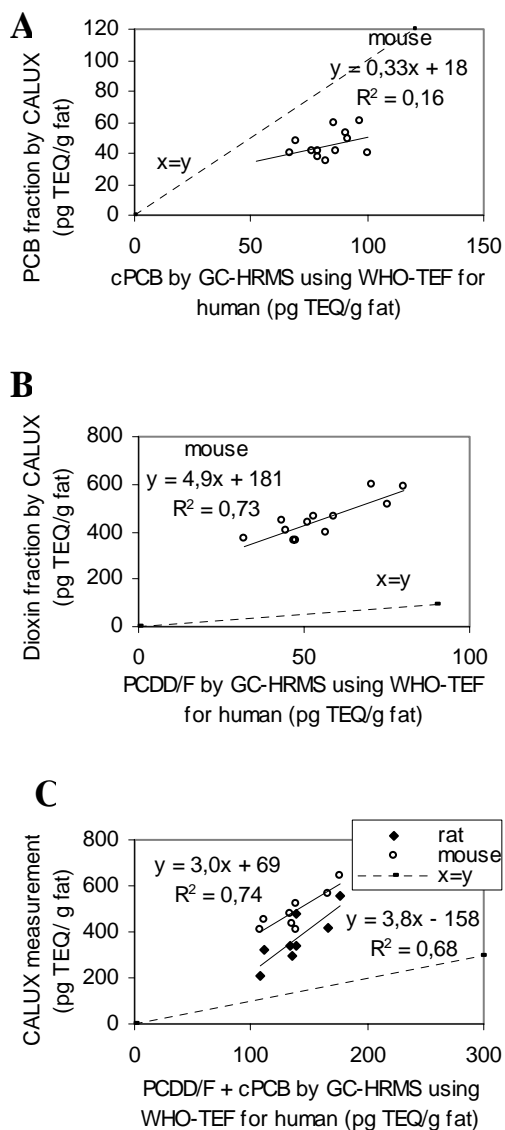 A
PCB fraction by CALUX
(pg TEQ/g fat)
120
100
80
60
40
20
0
mouse
y = 0,33x + 18
R² = 0,16
x=y
0
50
100
150
cPCB by GC-HRMS using WHO-TEF for
human (pg TEQ/g fat)
B
Dioxin fraction by CALUX
(pg TEQ/g fat)
800
600
400
200
0
mouse
y = 4,9x + 181
R² = 0,73
x=y
0
50
100
PCDD/F by GC-HRMS using WHO-TEF
for human (pg TEQ/g fat)
C
CALUX measurement
(pg TEQ/ g fat)
800
600
400
200
0
rat
mouse
x=y
y = 3,0x + 69
R² = 0,74
y = 3,8x - 158
R² = 0,68
0
100
200
300
PCDD/F + cPCB by GC-HRMS using
WHO-TEF for human (pg TEQ/g fat)